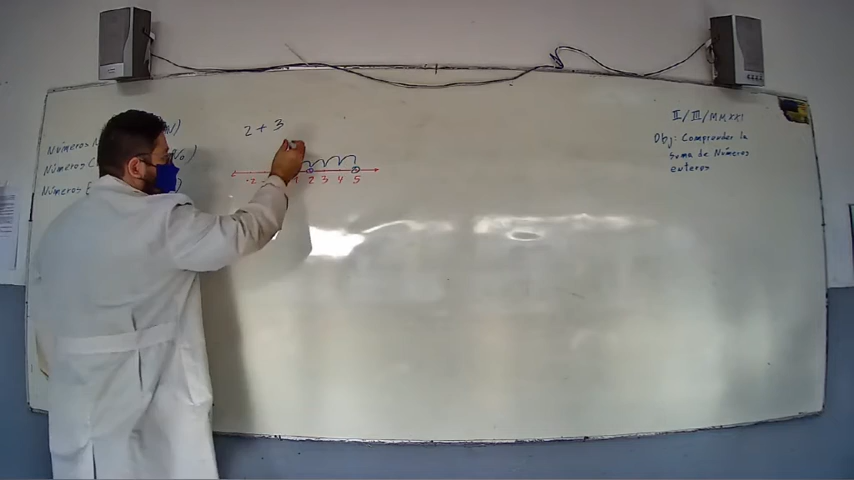 Números
Números
Números
2 + 3
-2 1 2 3 4 5
II/III/MMXXI
Obj: Comprender la
suma de Números
enteros